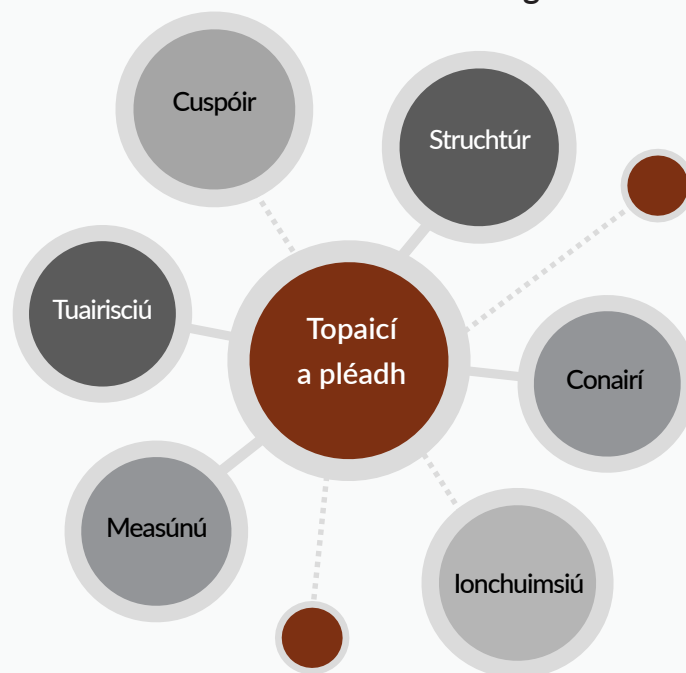 Cuspóir
Struchtúr
Tuairisciú
Topaicí
a pléadh
Conairí
Measúnú
Ionchuimsiú